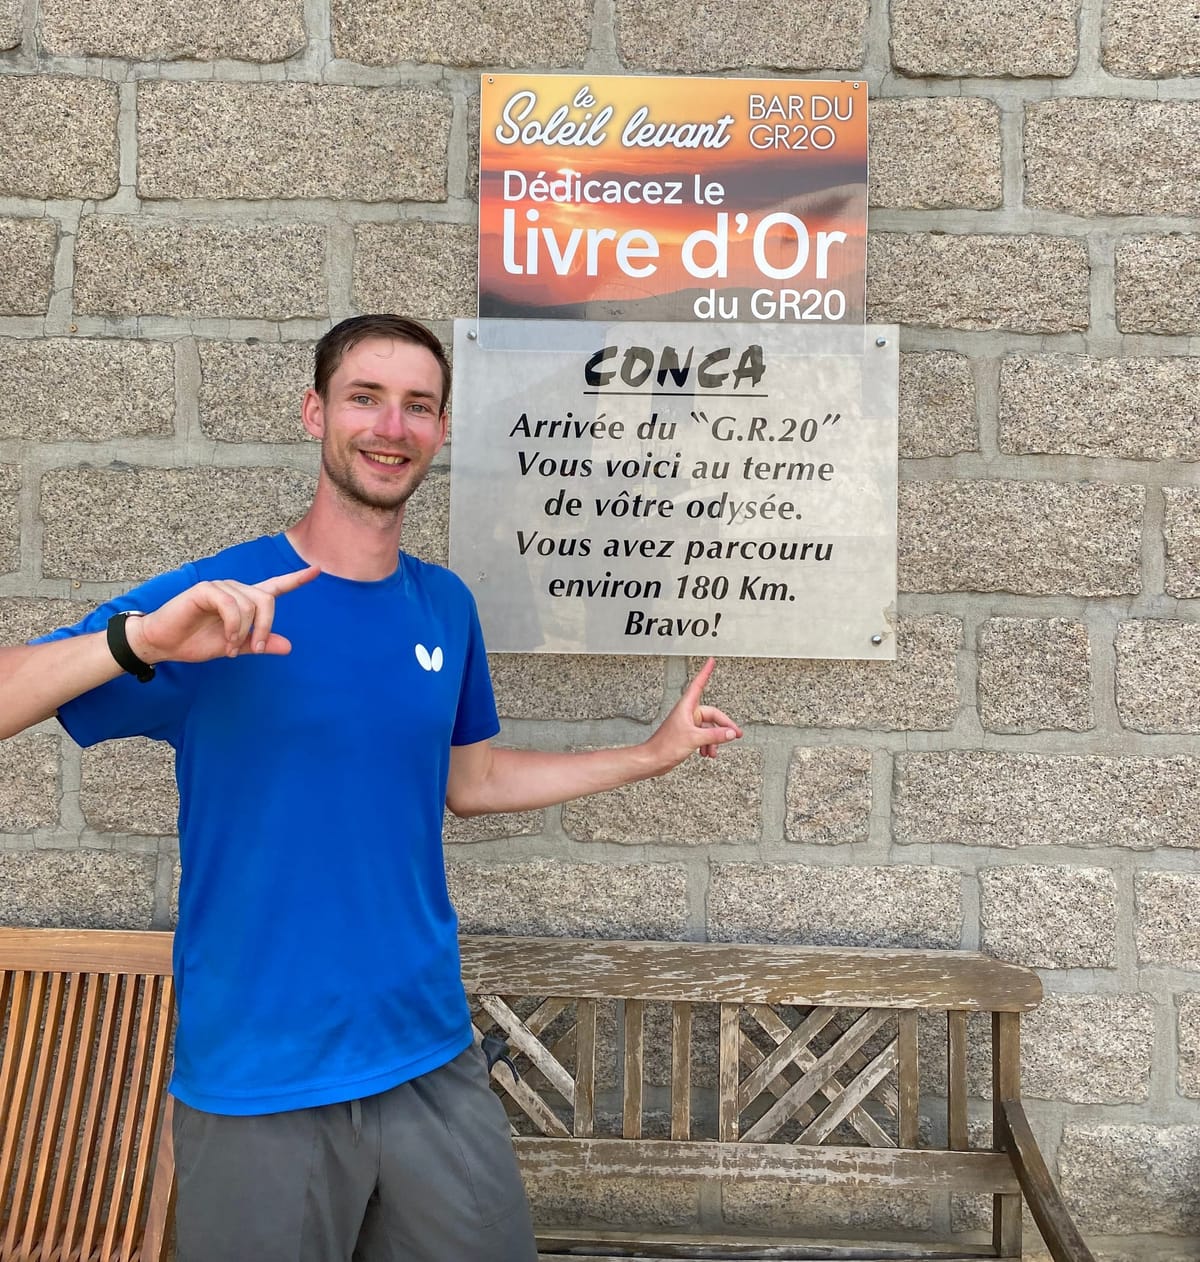 le
Soleil levant
BAR DU
GR20
Dédicacez le
livre d'Or
du GR20
CONCA
Arrivée du "G.R.20"
Vous voici au terme
de vôtre odysée.
Vous avez parcouru
environ 180 Km.
Bravo!